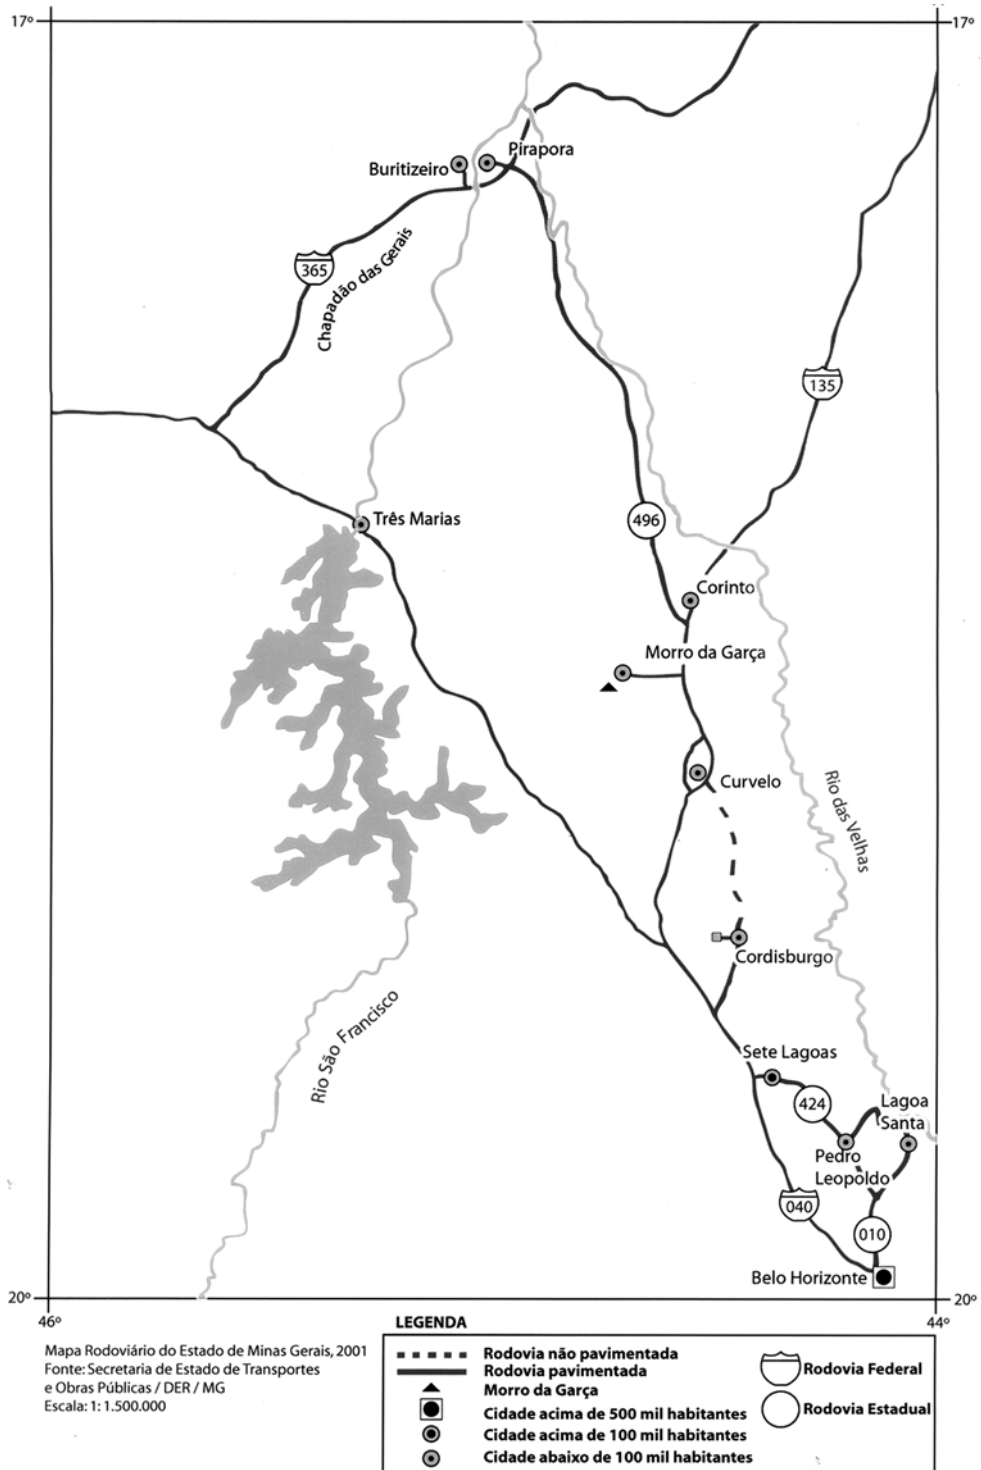 17º
17º
Pirapora
Buritizeiro
Chapadão das Gerais
365
135
Três Marias
496
Corinto
Morro da Garça
Curvelo
Rio das Velhas
Cordisburgo
Rio São Francisco
Sete Lagoas
424
Lagoa
Santa
Pedro
Leopoldo
040
010
Belo Horizonte
20º
20º
46º
44º
LEGENDA
Mapa Rodoviário do Estado de Minas Gerais, 2001
Fonte: Secretaria de Estado de Transportes
e Obras Públicas / DER / MG
Escala: 1: 1.500.000
Rodovia não pavimentada
Rodovia pavimentada
Morro da Garça
Cidade acima de 500 mil habitantes
Cidade acima de 100 mil habitantes
Cidade abaixo de 100 mil habitantes
Rodovia Federal
Rodovia Estadual